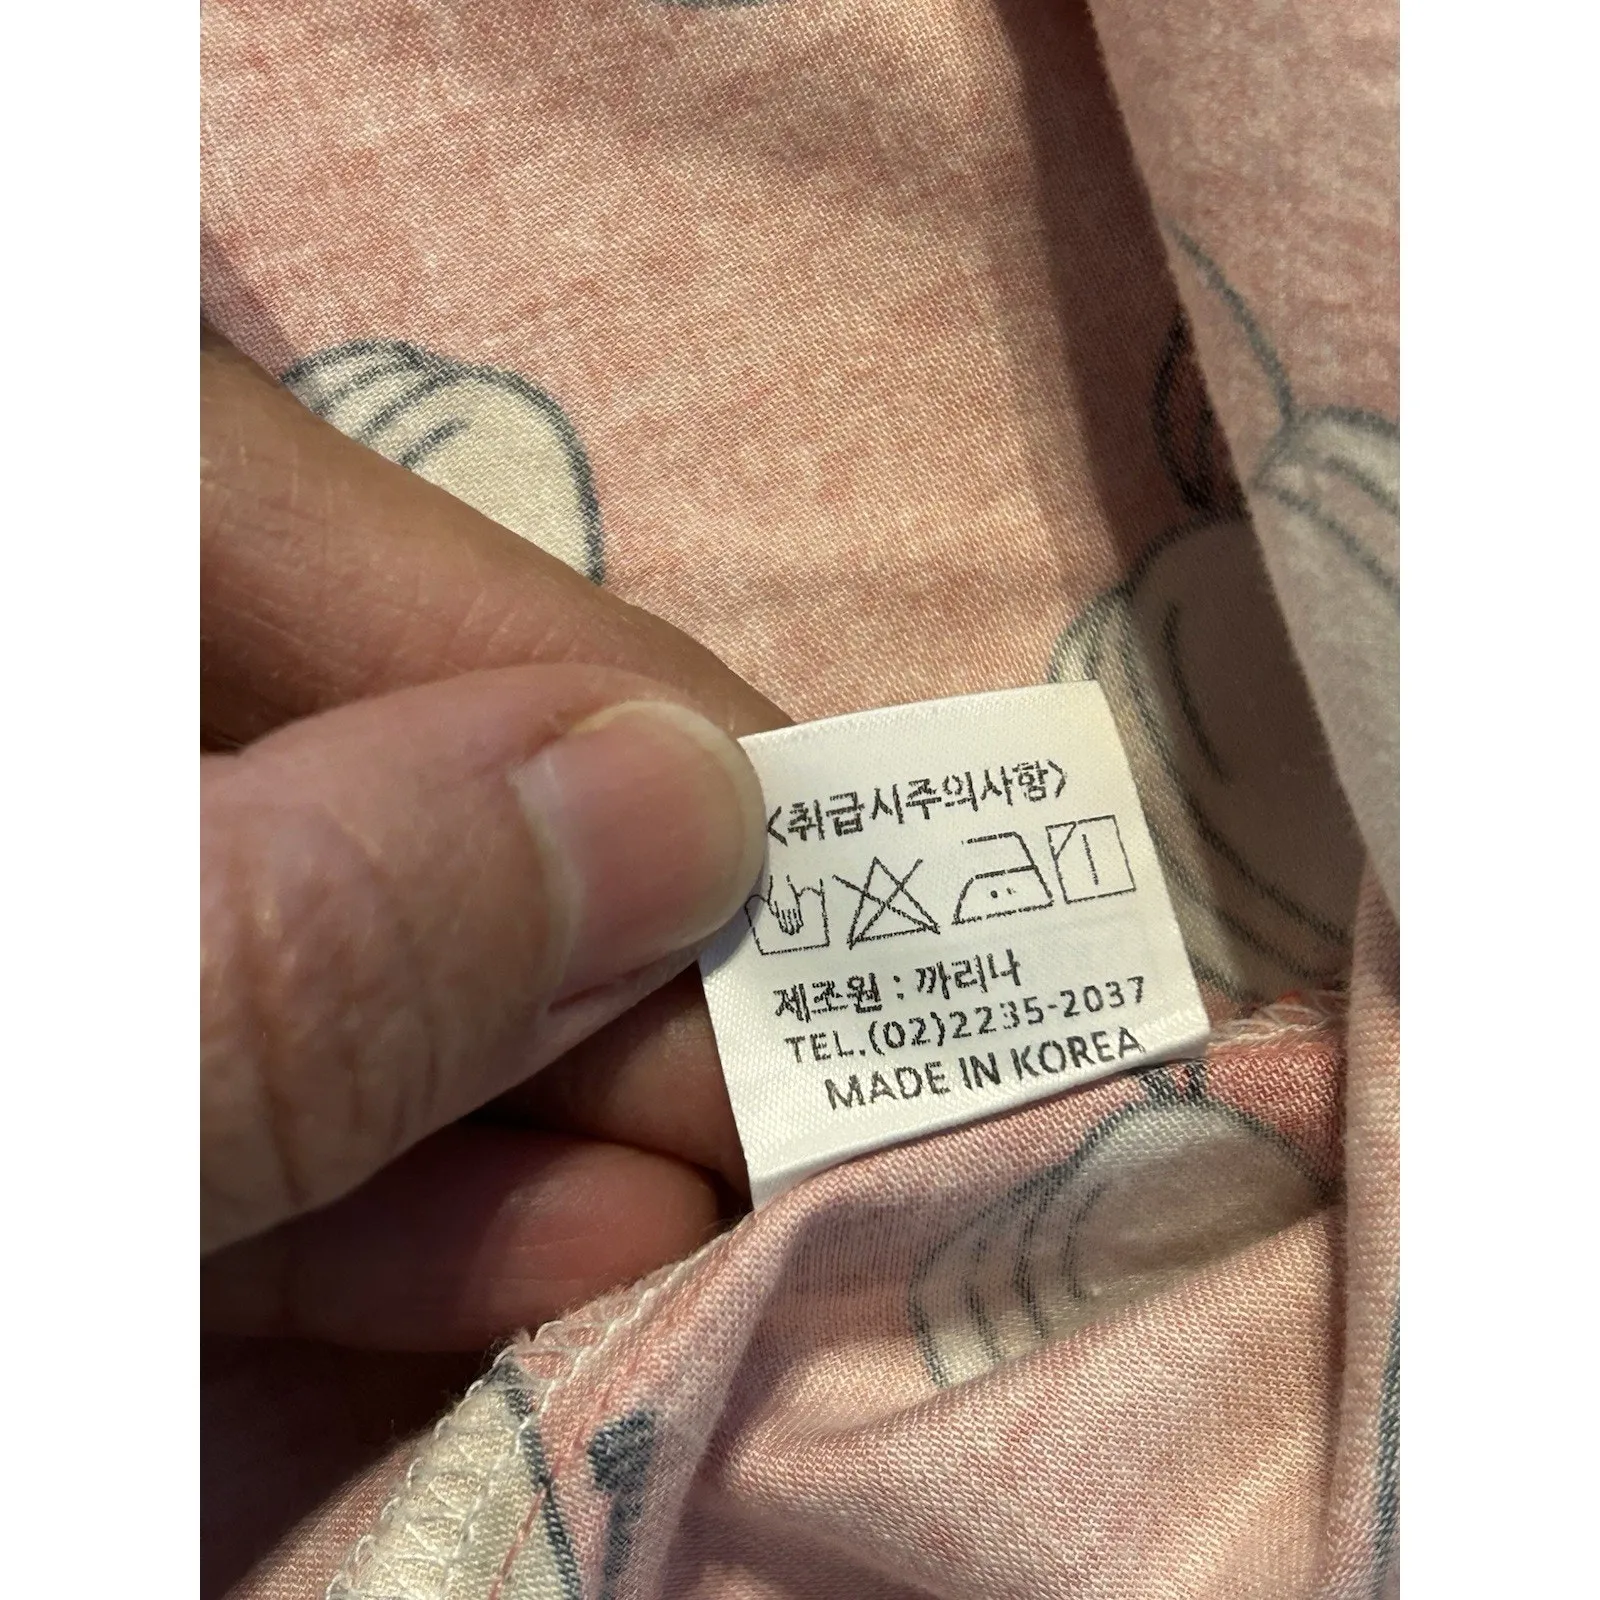 <취급시주의사항>
제조원 : 까리나
TEL.(02)2235-2037
MADE IN KOREA